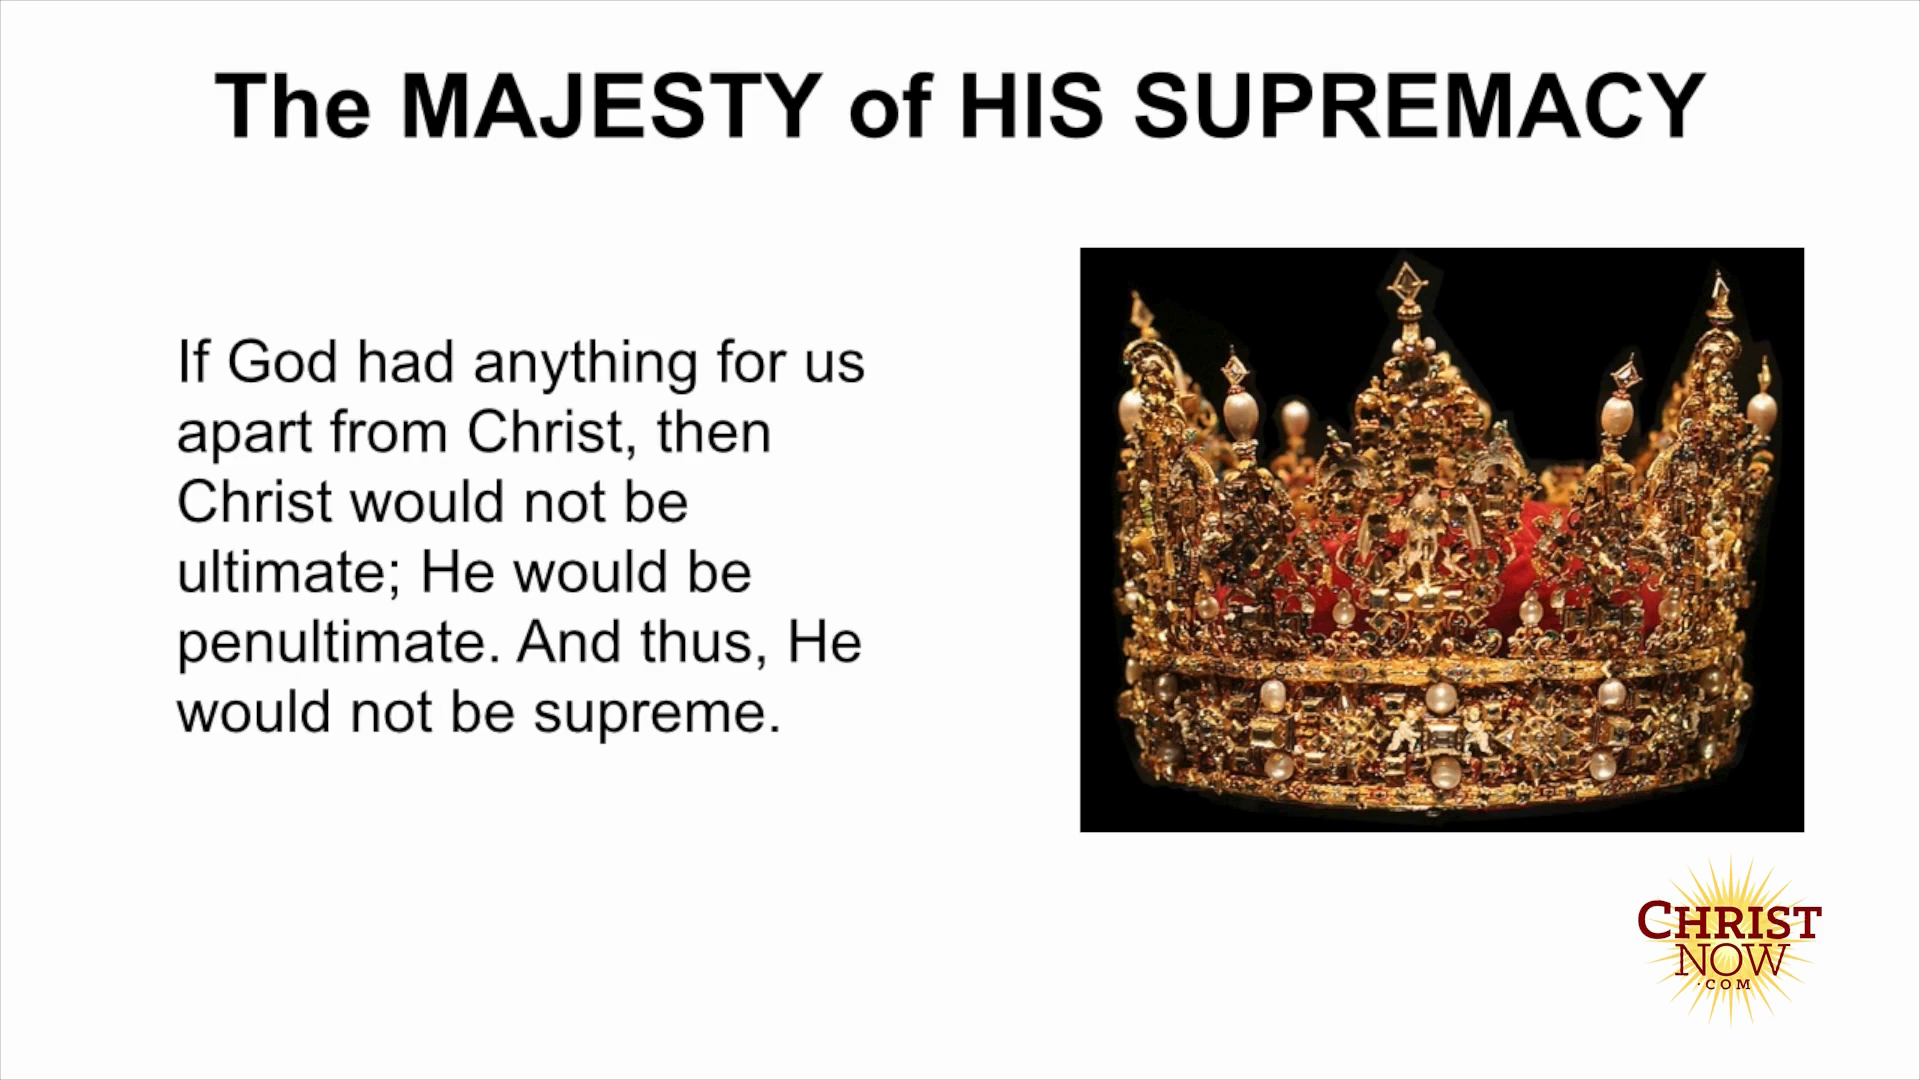 The MAJESTY of HIS SUPREMACY
If God had anything for us
apart from Christ, then
Christ would not be
ultimate; He would be
penultimate. And thus, He
would not be supreme.
CHRIST
NOW
.COM